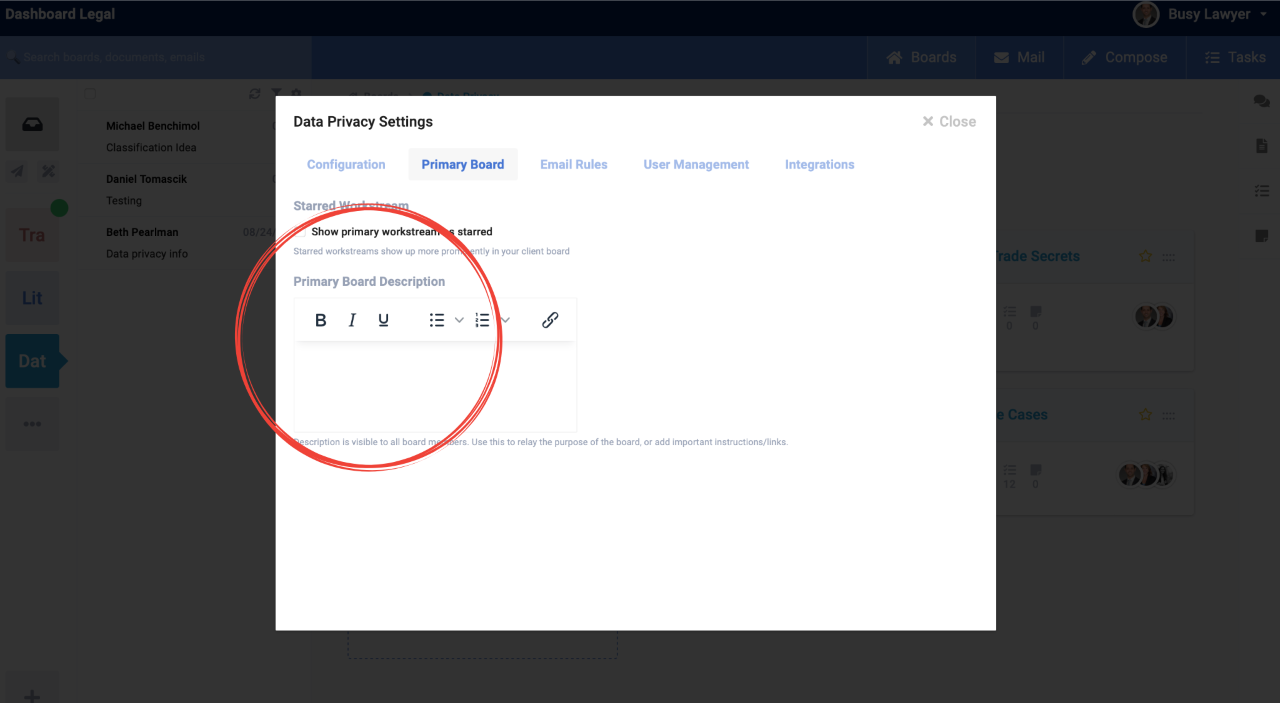 Dashboard Legal
Busy Lawyer
Search boards, documents, emails
Boards
Mail
Compose
Tasks
Boards / Data Privacy
Michael Benchimol
Classification Idea
Daniel Tomascik
Testing
Beth Pearlman 08/24/
Data privacy info
Tra
Lit
Dat
Data Privacy Settings
Close
Configuration
Primary Board
Email Rules
User Management
Integrations
Starred Workstream
Show primary workstream as starred
Starred workstreams show up more prominently in your client board
Primary Board Description
B I U
Description is visible to all board members. Use this to relay the purpose of the board, or add important instructions/links.
rade Secrets
0 0
e Cases
12 0